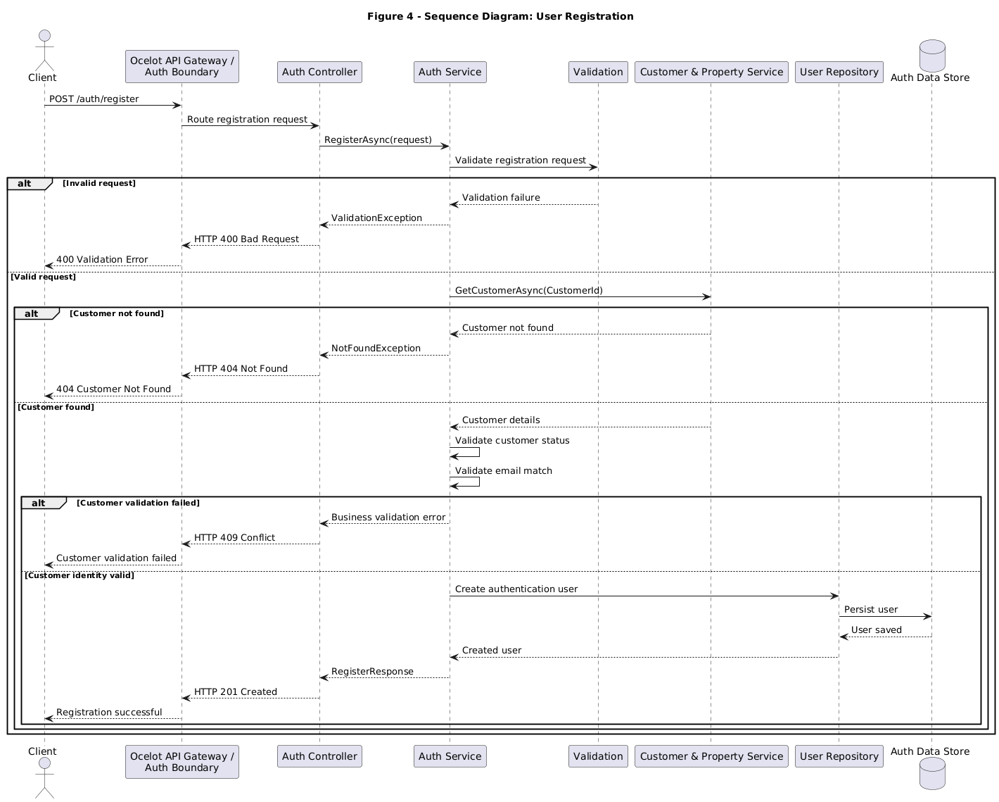 Figure 4 - Sequence Diagram: User Registration
Client
Ocelot API Gateway /
Auth Boundary
Auth Controller
Auth Service
Validation
Customer & Property Service
User Repository
Auth Data Store
POST /auth/register
Route registration request
RegisterAsync(request)
Validate registration request
alt [Invalid request]
Validation failure
ValidationException
HTTP 400 Bad Request
400 Validation Error
[Valid request]
GetCustomerAsync(CustomerId)
alt [Customer not found]
Customer not found
NotFoundException
HTTP 404 Not Found
404 Customer Not Found
[Customer found]
Customer details
Validate customer status
Validate email match
alt [Customer validation failed]
Business validation error
HTTP 409 Conflict
Customer validation failed
[Customer identity valid]
Create authentication user
Persist user
User saved
Created user
RegisterResponse
HTTP 201 Created
Registration successful
Client
Ocelot API Gateway /
Auth Boundary
Auth Controller
Auth Service
Validation
Customer & Property Service
User Repository
Auth Data Store